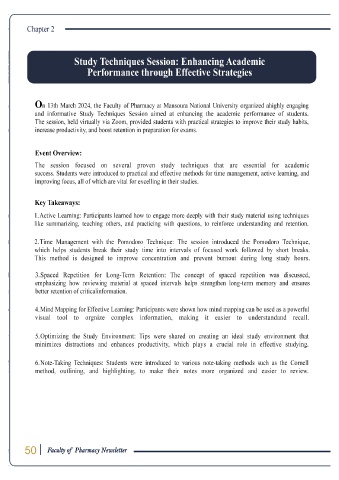 Chapter 2
Study Techniques Session: Enhancing Academic
Performance through Effective Strategies
On 13th March 2024, the Faculty of Pharmacy at Mansoura National University organized ahighly engaging
and informative Study Techniques Session aimed at enhancing the academic performance of students.
The session, held virtually via Zoom, provided students with practical strategies to improve their study habits,
increase productivity, and boost retention in preparation for exams.
Event Overview:
The session focused on several proven study techniques that are essential for academic
success. Students were introduced to practical and effective methods for time management, active learning, and
improving focus, all of which are vital for excelling in their studies.
Key Takeaways:
1.Active Learning: Participants learned how to engage more deeply with their study material using techniques
like summarizing, teaching others, and practicing with questions, to reinforce understanding and retention.
2.Time Management with the Pomodoro Technique: The session introduced the Pomodoro Technique,
which helps students break their study time into intervals of focused work followed by short breaks.
This method is designed to improve concentration and prevent burnout during long study hours.
3.Spaced Repetition for Long-Term Retention: The concept of spaced repetition was discussed,
emphasizing how reviewing material at spaced intervals helps strengthen long-term memory and ensures
better retention of criticalinformation.
4.Mind Mapping for Effective Learning: Participants were shown how mind mapping can be used as a powerful
visual tool to orgnize complex information, making it easier to understandand recall.
5.Optimizing the Study Environment: Tips were shared on creating an ideal study environment that
minimizes distractions and enhances productivity, which plays a crucial role in effective studying.
6.Note-Taking Techniques: Students were introduced to various note-taking methods such as the Cornell
method, outlining, and highlighting, to make their notes more organized and easier to review.
50 Faculty of Pharmacy Newsletter